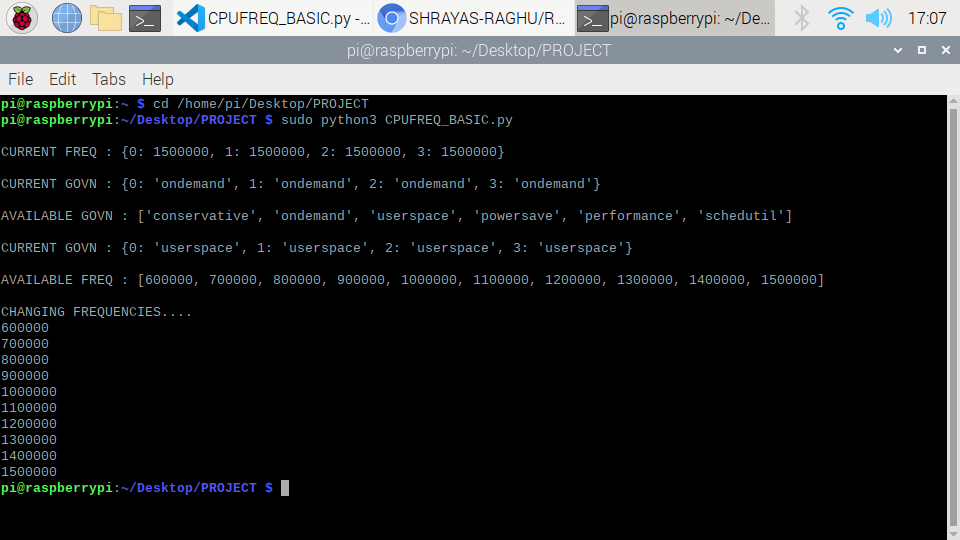 CPUFREQ_BASIC.py -... SHRAYAS-RAGHU/R... pi@raspberrypi: ~/De... 17:07
pi@raspberrypi: ~/Desktop/PROJECT
File Edit Tabs Help
pi@raspberrypi:~ $ cd /home/pi/Desktop/PROJECT
pi@raspberrypi:~/Desktop/PROJECT $ sudo python3 CPUFREQ_BASIC.py
CURRENT FREQ : {0: 1500000, 1: 1500000, 2: 1500000, 3: 1500000}
CURRENT GOVN : {0: 'ondemand', 1: 'ondemand', 2: 'ondemand', 3: 'ondemand'}
AVAILABLE GOVN : ['conservative', 'ondemand', 'userspace', 'powersave', 'performance', 'schedutil']
CURRENT GOVN : {0: 'userspace', 1: 'userspace', 2: 'userspace', 3: 'userspace'}
AVAILABLE FREQ : [600000, 700000, 800000, 900000, 1000000, 1100000, 1200000, 1300000, 1400000, 1500000]
CHANGING FREQUENCIES....
600000
700000
800000
900000
1000000
1100000
1200000
1300000
1400000
1500000
pi@raspberrypi:~/Desktop/PROJECT $